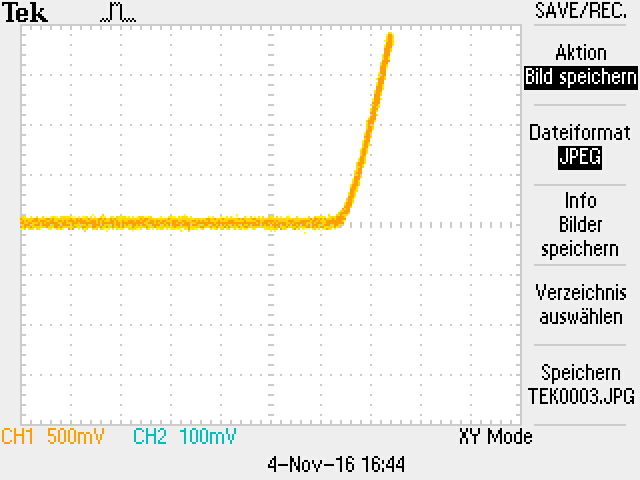 Tek
SAVE/REC.
Aktion
Bild speichern
Dateiformat
JPEG
Info
Bilder
speichern
Verzeichnis
auswählen
Speichern
TEK0003.JPG
CH1 500mV CH2 100mV XY Mode
4-Nov-16 16:44